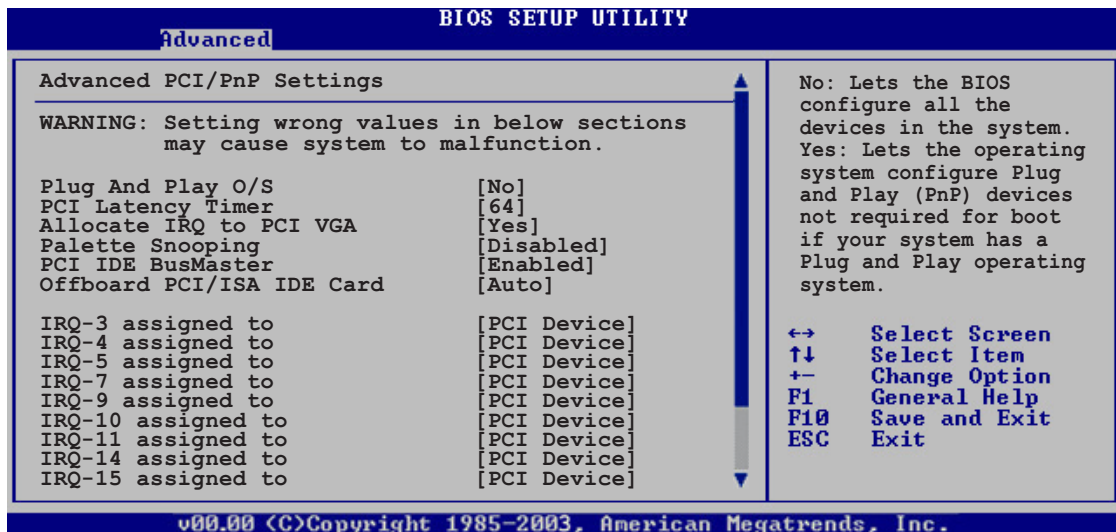 BIOS SETUP UTILITY
Advanced
Advanced PCI/PnP Settings
WARNING: Setting wrong values in below sections
may cause system to malfunction.
Plug And Play O/S [No]
PCI Latency Timer [64]
Allocate IRQ to PCI VGA [Yes]
Palette Snooping [Disabled]
PCI IDE BusMaster [Enabled]
Offboard PCI/ISA IDE Card [Auto]
IRQ-3 assigned to [PCI Device]
IRQ-4 assigned to [PCI Device]
IRQ-5 assigned to [PCI Device]
IRQ-7 assigned to [PCI Device]
IRQ-9 assigned to [PCI Device]
IRQ-10 assigned to [PCI Device]
IRQ-11 assigned to [PCI Device]
IRQ-14 assigned to [PCI Device]
IRQ-15 assigned to [PCI Device]
No: Lets the BIOS
configure all the
devices in the system.
Yes: Lets the operating
system configure Plug
and Play (PnP) devices
not required for boot
if your system has a
Plug and Play operating
system.
←→ Select Screen
↑↓ Select Item
+- Change Option
F1 General Help
F10 Save and Exit
ESC Exit
v00.00 (C)Copyright 1985-2003, American Megatrends, Inc.